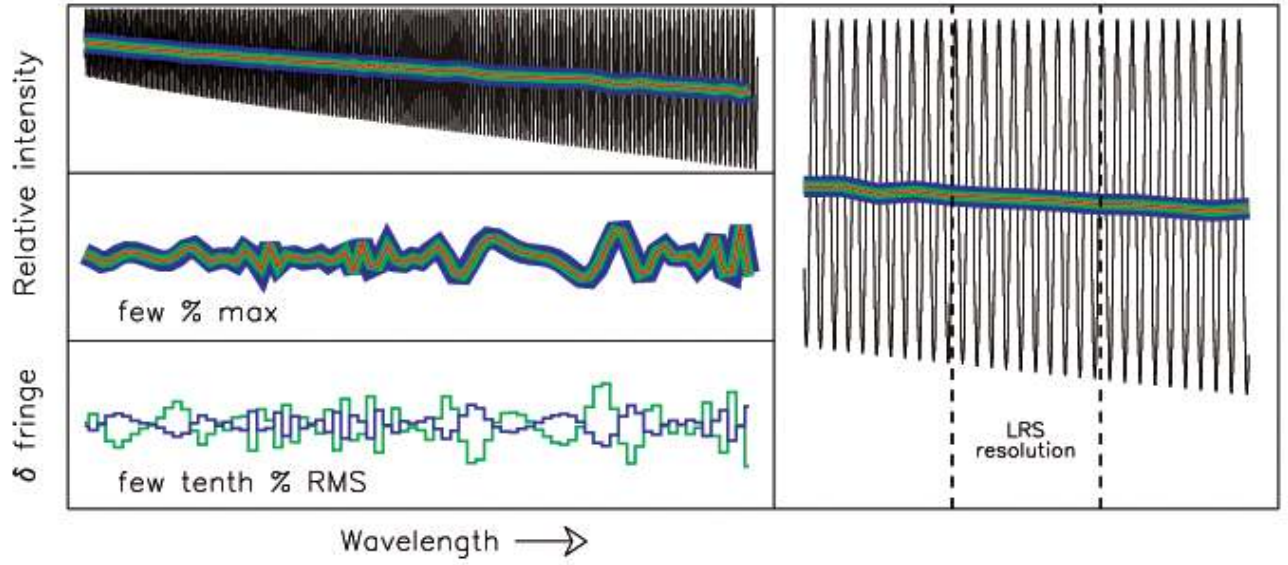 Relative intensity
few % max
δ fringe
few tenth % RMS
LRS
resolution
Wavelength